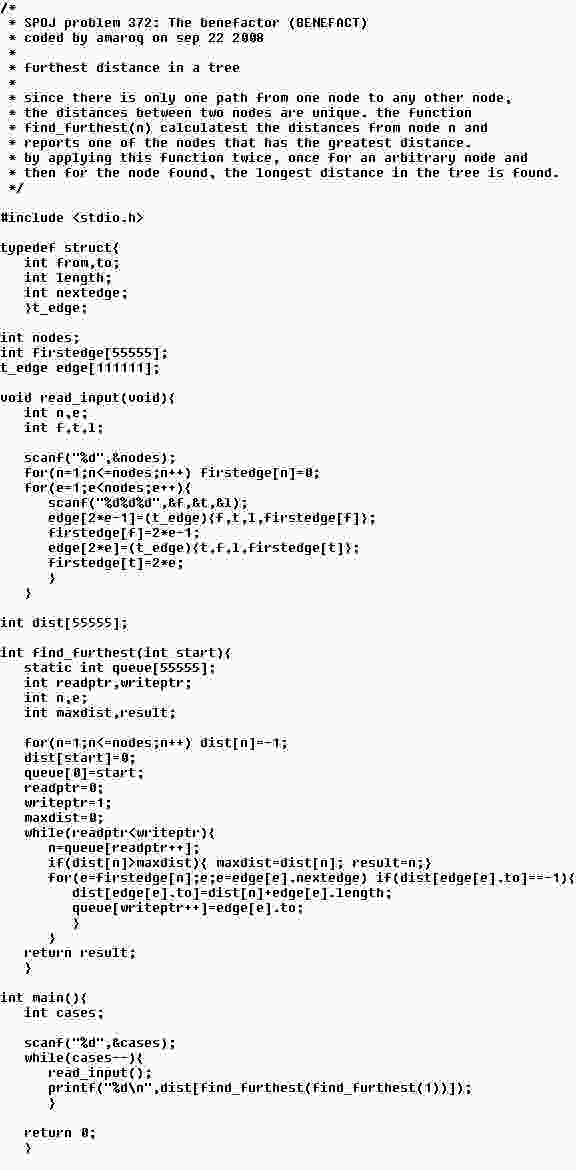 /*
 * SPOJ problem 372: The benefactor (BENEFACT)
 * coded by amaroq on sep 22 2008
 *
 * furthest distance in a tree
 *
 * since there is only one path from one node to any other node,
 * the distances between two nodes are unique. the function
 * find_furthest(n) calculatest the distances from node n and
 * reports one of the nodes that has the greatest distance.
 * by applying this function twice, once for an arbitrary node and
 * then for the node found, the longest distance in the tree is found.
 */

#include <stdio.h>

typedef struct{
   int from,to;
   int length;
   int nextedge;
   }t_edge;

int nodes;
int firstedge[55555];
t_edge edge[111111];

void read_input(void){
   int n,e;
   int f,t,l;

   scanf("%d",&nodes);
   for(n=1;n<=nodes;n++) firstedge[n]=0;
   for(e=1;e<nodes;e++){
      scanf("%d%d%d",&f,&t,&l);
      edge[2*e-1]=(t_edge){f,t,l,firstedge[f]};
      firstedge[f]=2*e-1;
      edge[2*e]=(t_edge){t,f,l,firstedge[t]};
      firstedge[t]=2*e;
      }
   }

int dist[55555];

int find_furthest(int start){
   static int queue[55555];
   int readptr,writeptr;
   int n,e;
   int maxdist,result;

   for(n=1;n<=nodes;n++) dist[n]=-1;
   dist[start]=0;
   queue[0]=start;
   readptr=0;
   writeptr=1;
   maxdist=0;
   while(readptr<writeptr){
      n=queue[readptr++];
      if(dist[n]>maxdist){ maxdist=dist[n]; result=n;}
      for(e=firstedge[n];e;e=edge[e].nextedge) if(dist[edge[e].to]==-1){
         dist[edge[e].to]=dist[n]+edge[e].length;
         queue[writeptr++]=edge[e].to;
         }
      }
   return result;
   }

int main(){
   int cases;

   scanf("%d",&cases);
   while(cases--){
      read_input();
      printf("%d\n",dist[find_furthest(find_furthest(1))]);
      }

   return 0;
   }